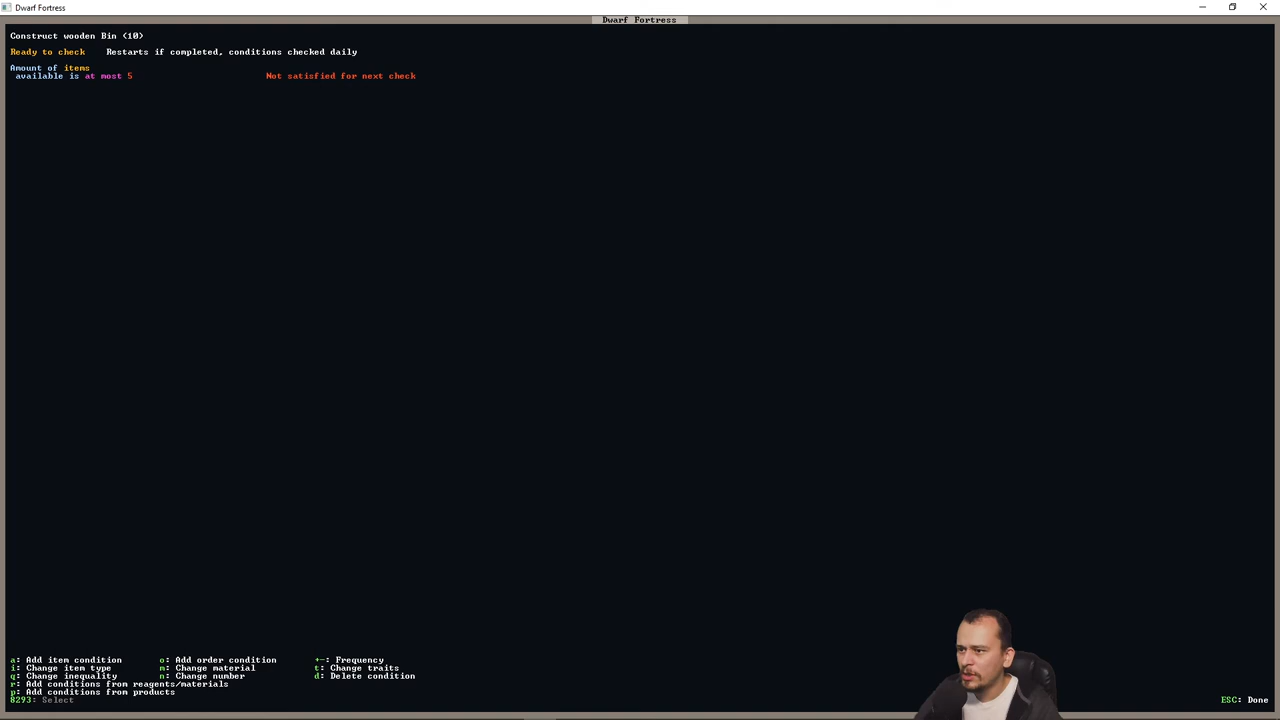 Dwarf Fortress
Dwarf Fortress
Construct wooden Bin (10)
Ready to check    Restarts if completed, conditions checked daily
Amount of items
available is at most 5    Not satisfied for next check
a: Add item condition    o: Add order condition    +-: Frequency
i: Change item type    m: Change material    t: Change traits
q: Change inequality    n: Change number    d: Delete condition
r: Add conditions from reagents/materials
p: Add conditions from products
8293: Select    ESC: Done